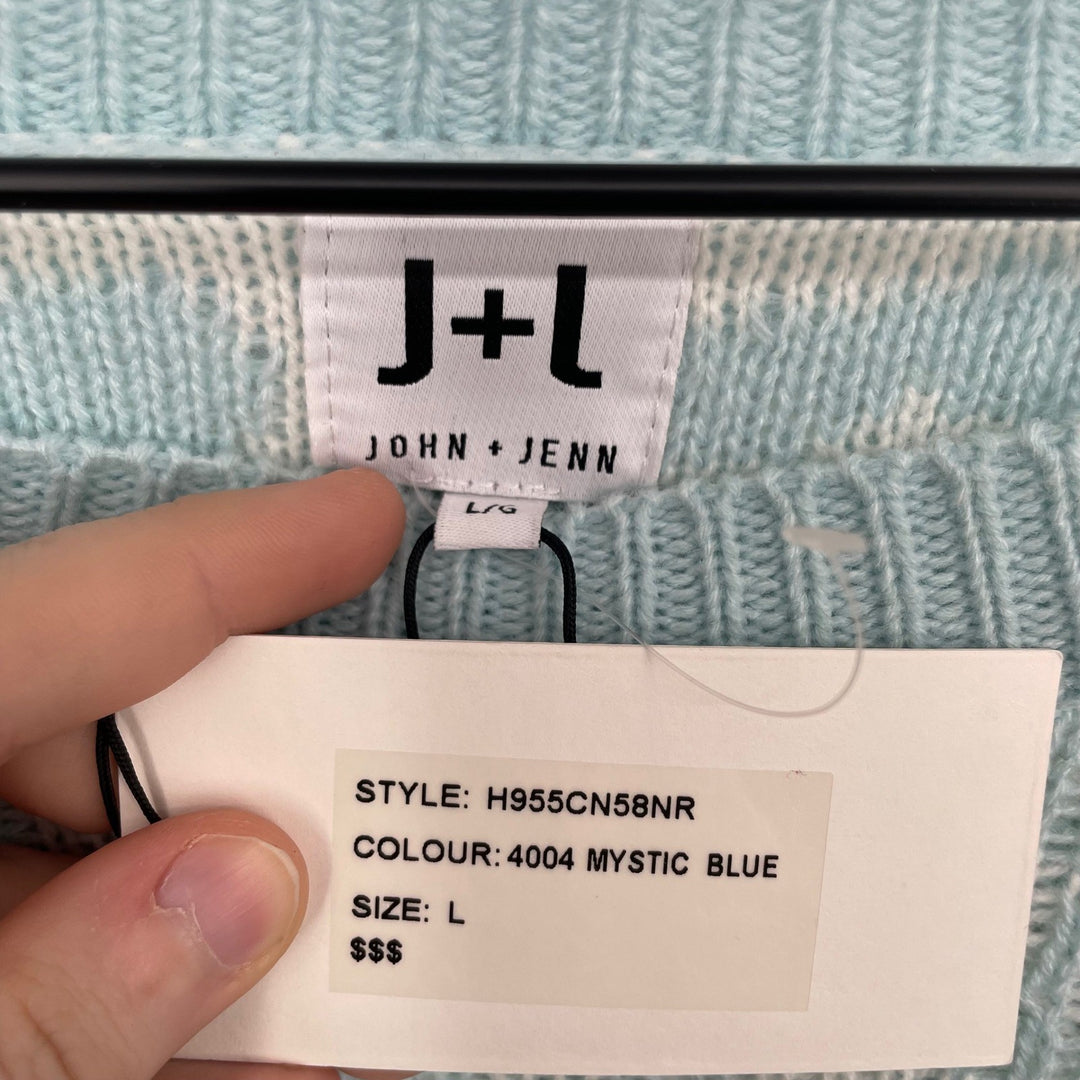 J+J
JOHN + JENN
L/G
STYLE: H955CN58NR
COLOUR: 4004 MYSTIC BLUE
SIZE: L
$$$